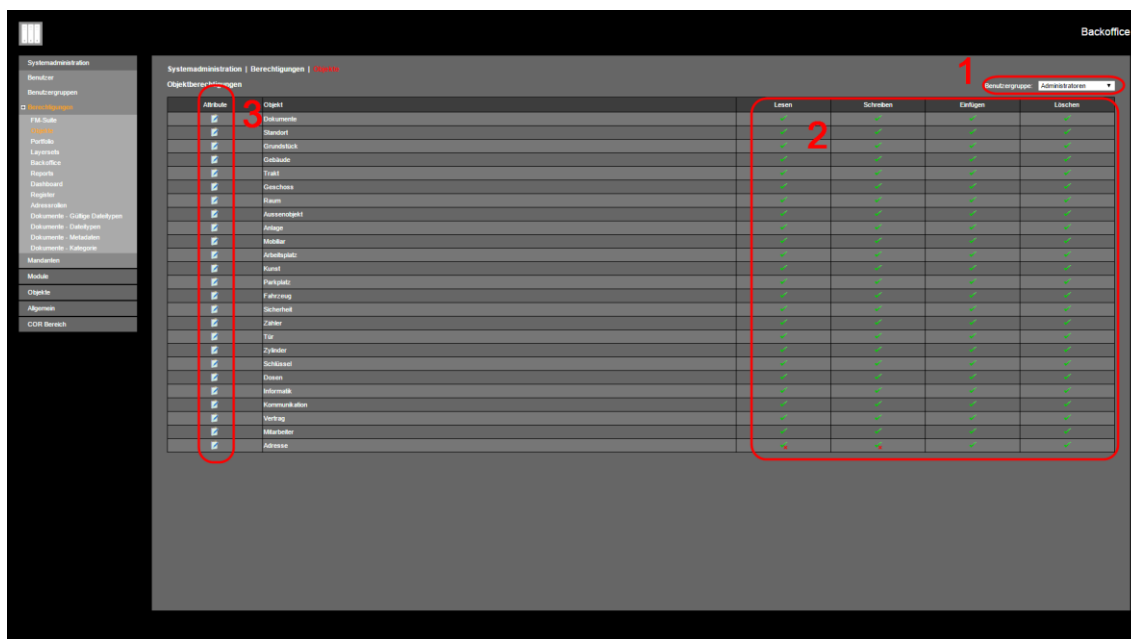 Backoffice
Systemadministration
Benutzer
Benutzergruppen
Berechtigungen
FM-Suite
Objekte
Portfolio
Layersets
Backoffice
Reports
Dashboard
Register
Adressrollen
Dokumente - Gültige Dateitypen
Dokumente - Dateitypen
Dokumente - Metadaten
Dokumente - Kategorie
Mandanten
Module
Objekte
Allgemein
COR Bereich
Systemadministration | Berechtigungen | Objekte
Objektberechtigungen
1
Benutzergruppe: Administratoren
Attribute Objekt Lesen Schreiben Einfügen Löschen
3
2
Dokumente
Standort
Grundstück
Gebäude
Trakt
Geschoss
Raum
Aussenobjekt
Anlage
Mobiliar
Arbeitsplatz
Kunst
Parkplatz
Fahrzeug
Sicherheit
Zähler
Tür
Zylinder
Schlüssel
Dosen
Informatik
Kommunikation
Vertrag
Mitarbeiter
Adresse